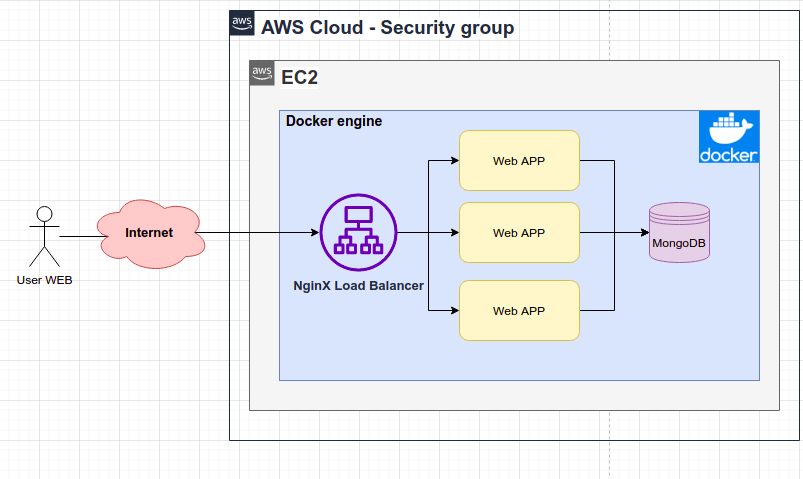 aws
AWS Cloud - Security group
aws
EC2
Docker engine
docker
Web APP
Web APP
Web APP
Internet
User WEB
NginX Load Balancer
MongoDB